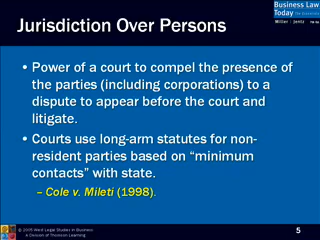 Business Law
Today The Essentials
Miller • Jentz
Jurisdiction Over Persons
• Power of a court to compel the presence of
the parties (including corporations) to a
dispute to appear before the court and
litigate.
• Courts use long-arm statutes for non-
resident parties based on “minimum
contacts” with state.
– Cole v. Mileti (1998).
© 2005 West Legal Studies in Business
A Division of Thomson Learning
5